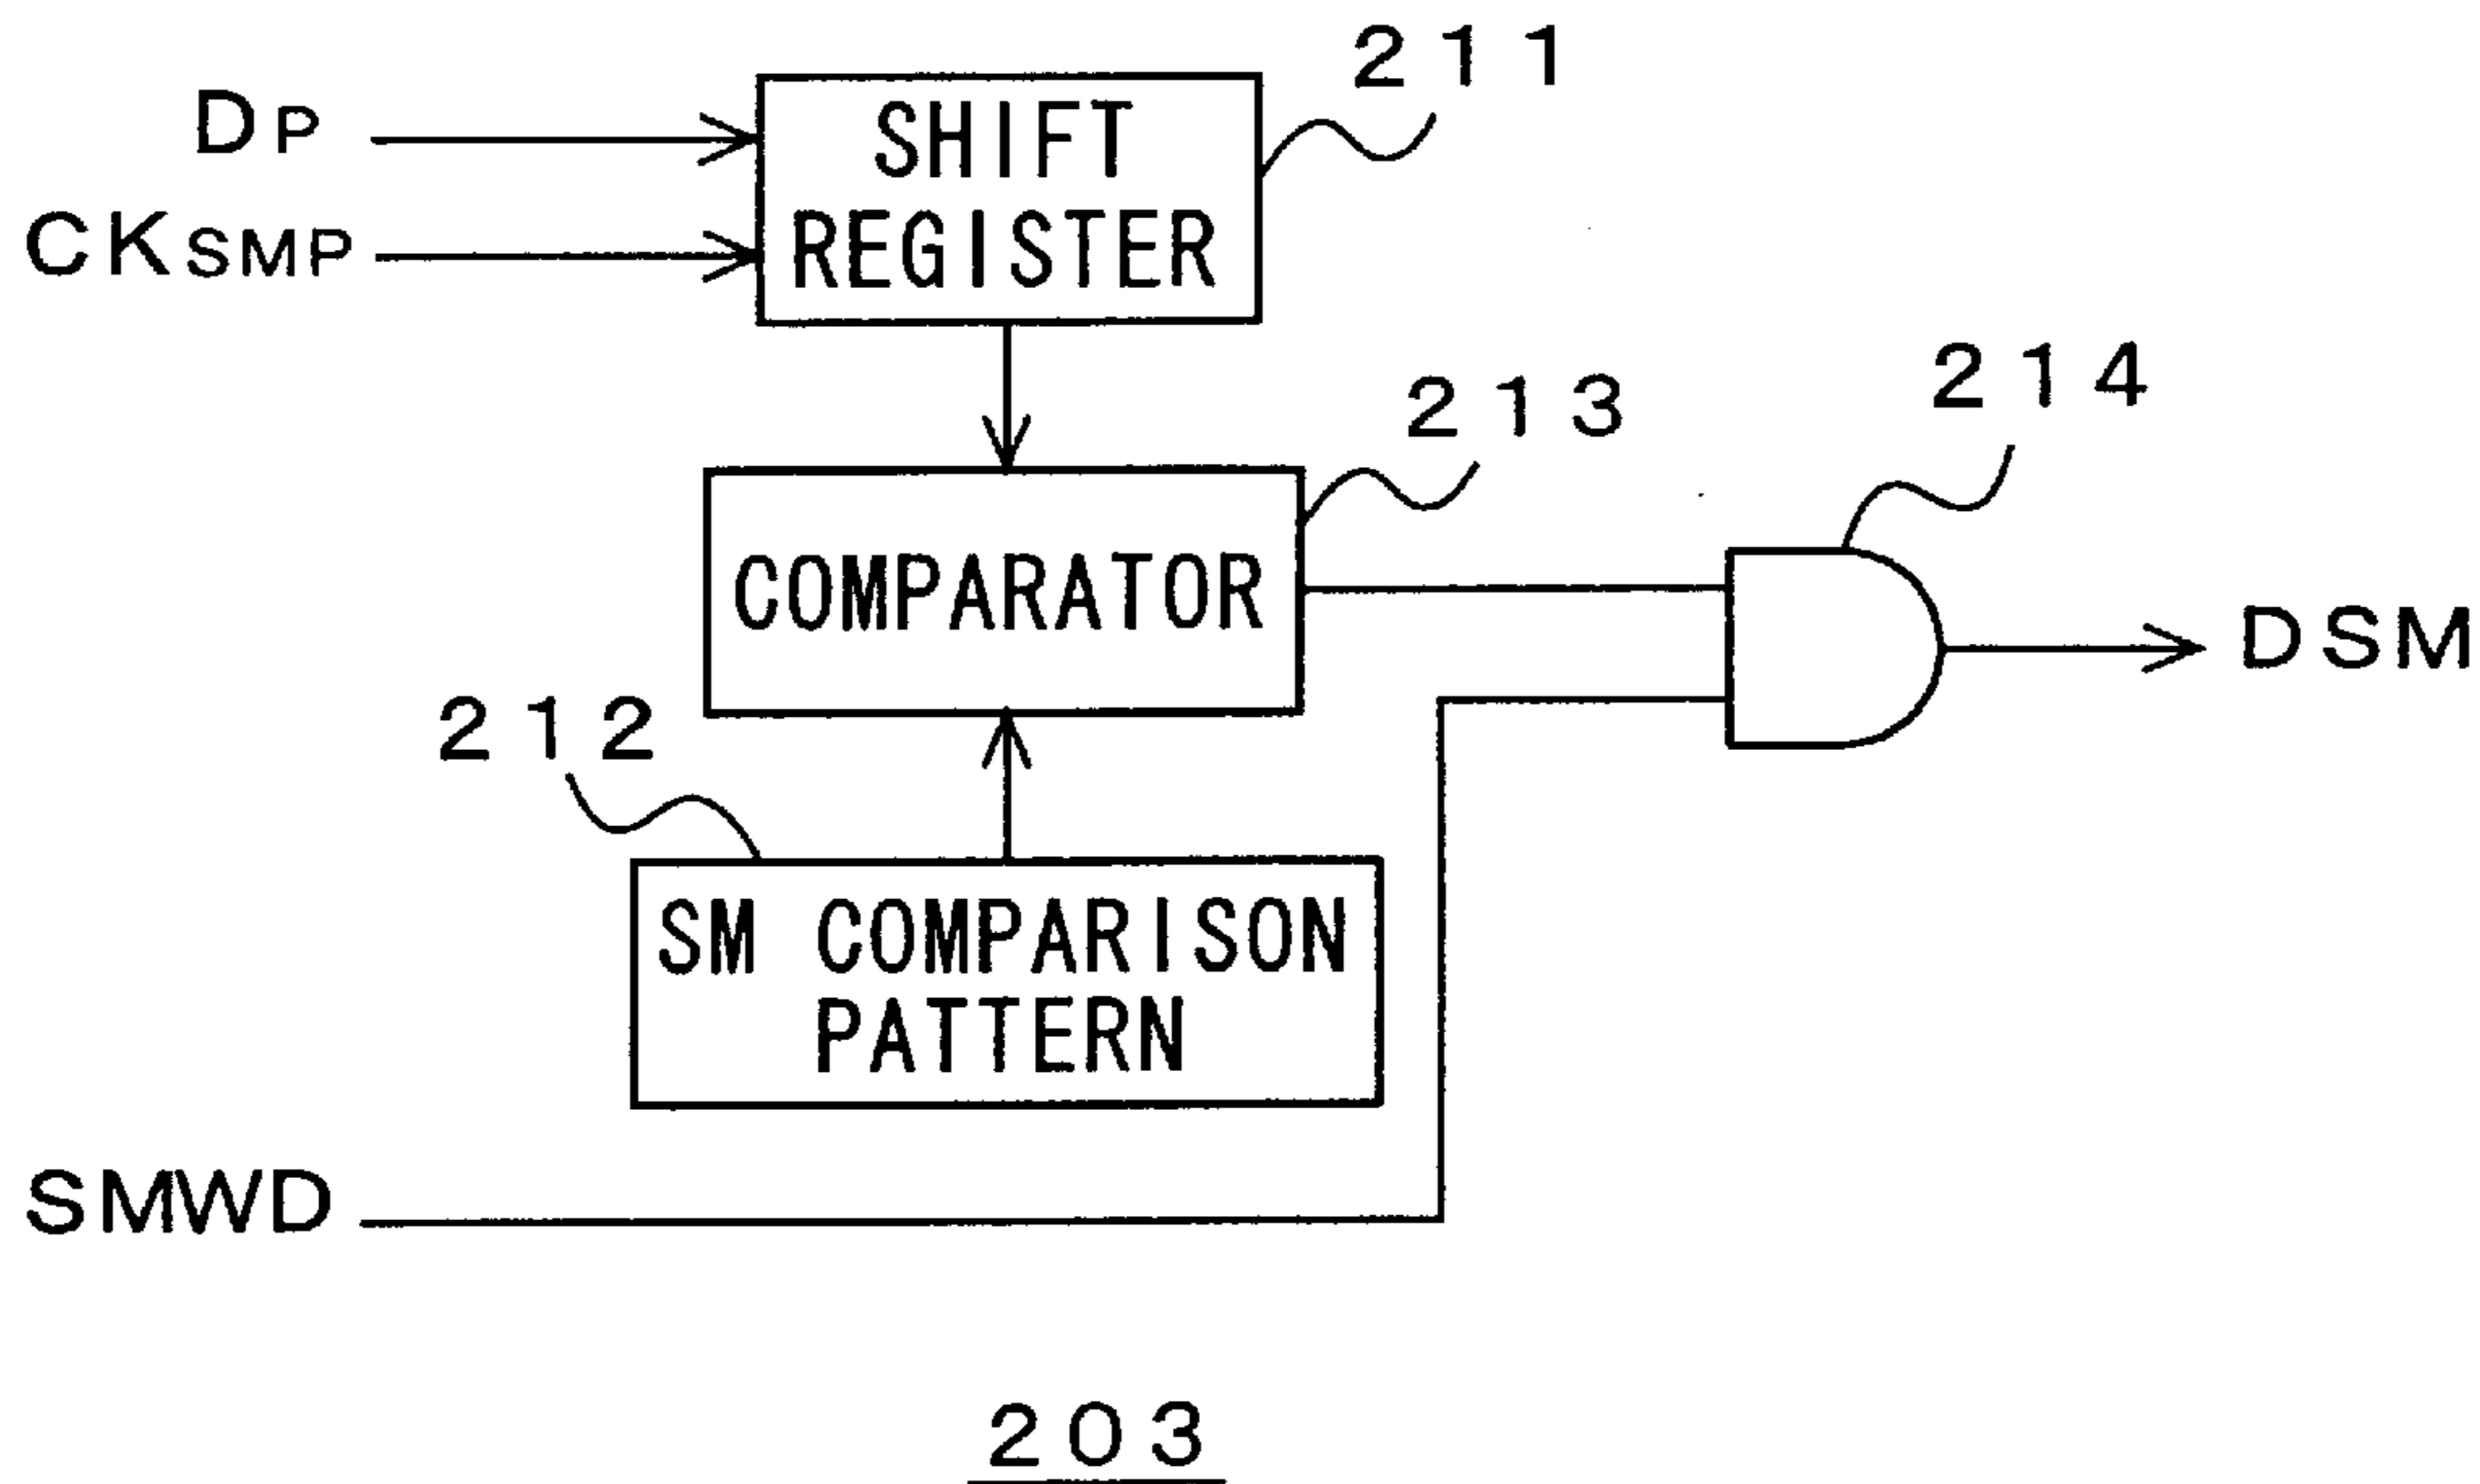 211
DP
SHIFT
CKSMP
REGISTER
214
213
COMPARATOR
DSM
212
SM COMPARISON
PATTERN
SMWD
203